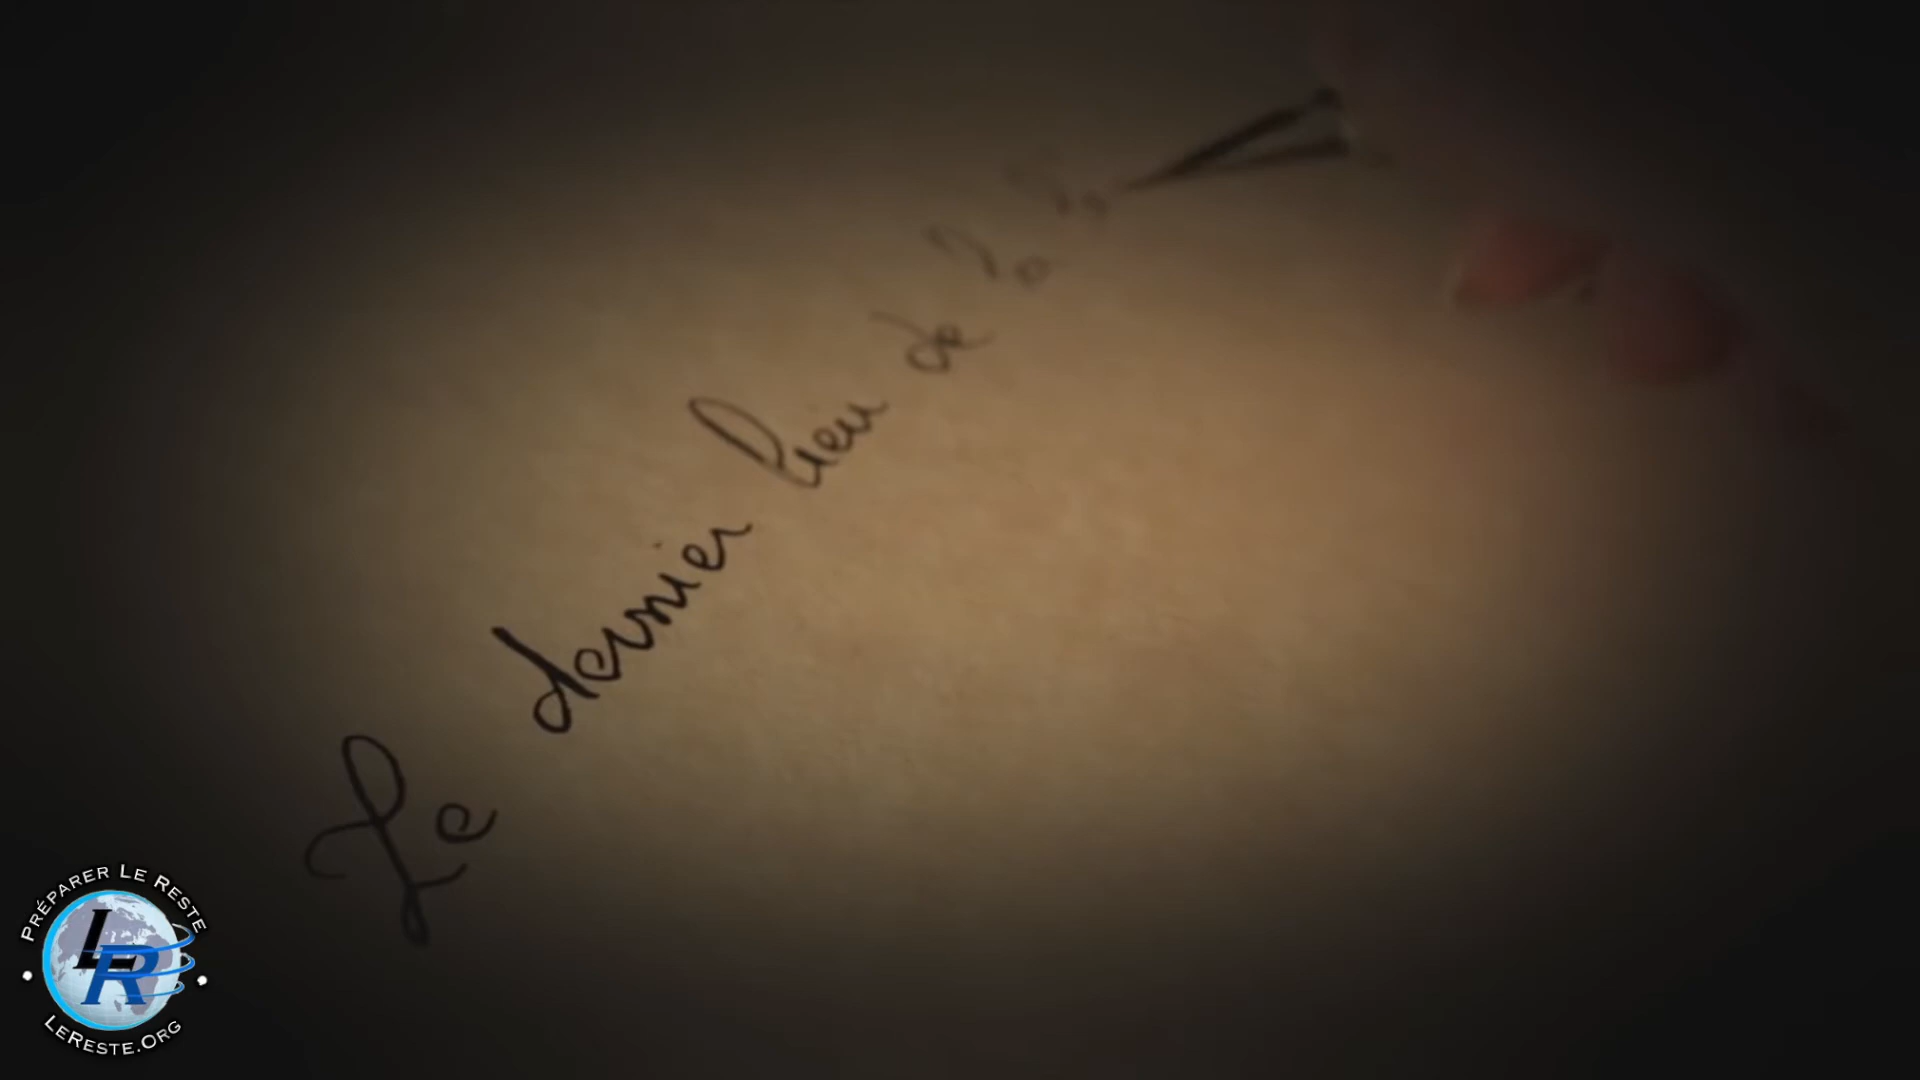 Le dernier lieu de
PRÉPARER LE RESTE
LR
LERESTE.ORG